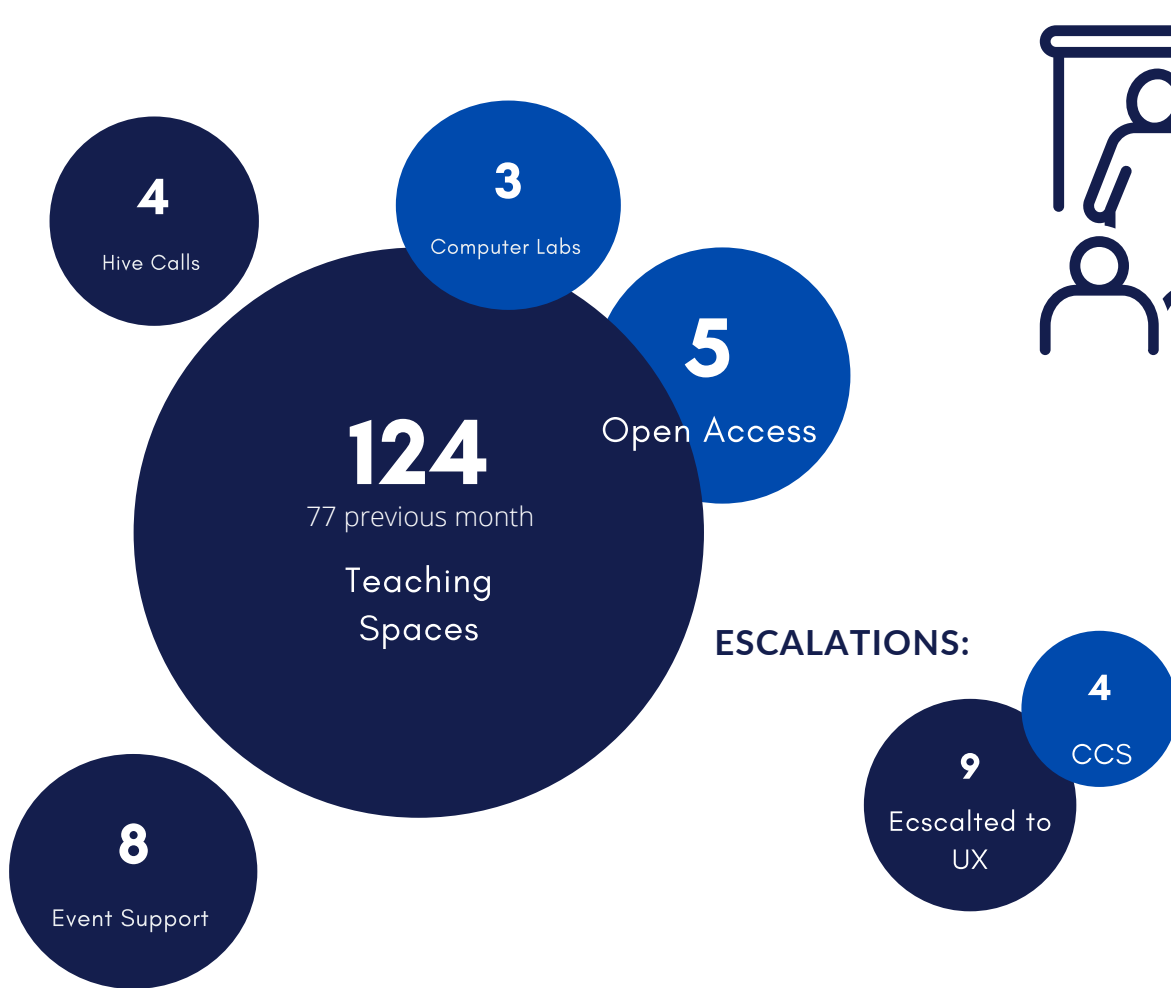 4
Hive Calls
3
Computer Labs
5
Open Access
124
77 previous month
Teaching
Spaces
ESCALATIONS:
4
CCS
9
Ecscalted to
UX
8
Event Support